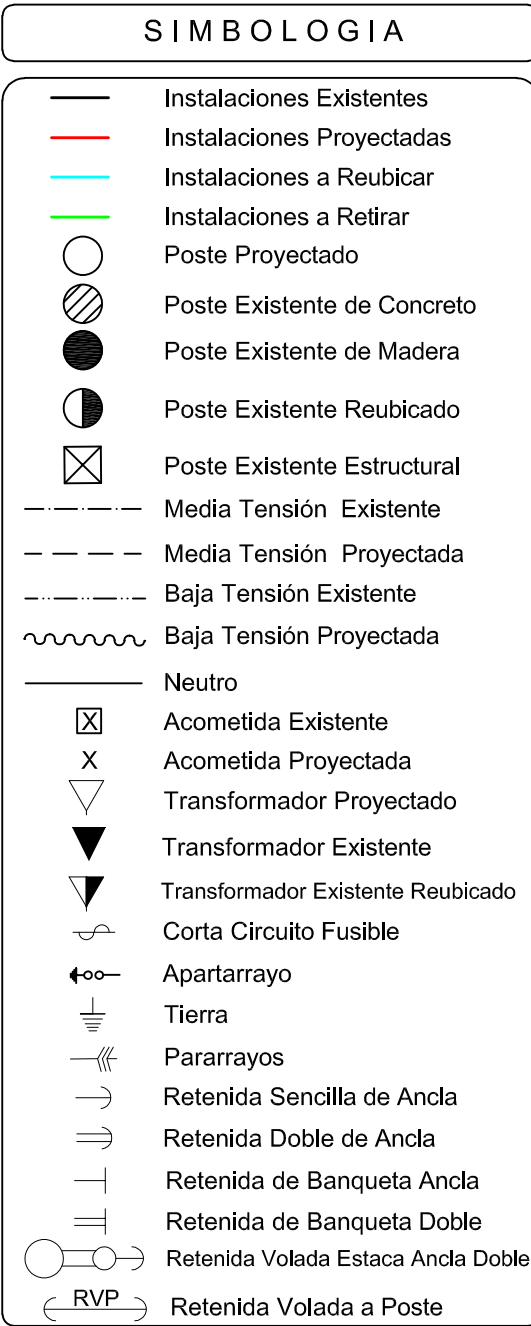 SIMBOLOGIA
Instalaciones Existentes
Instalaciones Proyectadas
Instalaciones a Reubicar
Instalaciones a Retirar
Poste Proyectado
Poste Existente de Concreto
Poste Existente de Madera
Poste Existente Reubicado
Poste Existente Estructural
Media Tensión Existente
Media Tensión Proyectada
Baja Tensión Existente
Baja Tensión Proyectada
Neutro
X Acometida Existente
X Acometida Proyectada
Transformador Proyectado
Transformador Existente
Transformador Existente Reubicado
Corta Circuito Fusible
Apartarrayo
Tierra
Pararrayos
Retenida Sencilla de Ancla
Retenida Doble de Ancla
Retenida de Banqueta Ancla
Retenida de Banqueta Doble
Retenida Volada Estaca Ancla Doble
RVP Retenida Volada a Poste